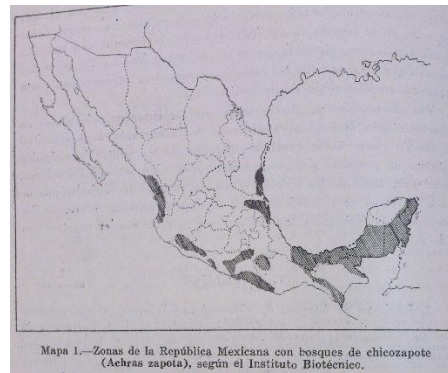 Mapa 1.—Zonas de la República Mexicana con bosques de chicozapote
(Achras zapota), según el Instituto Biotécnico.